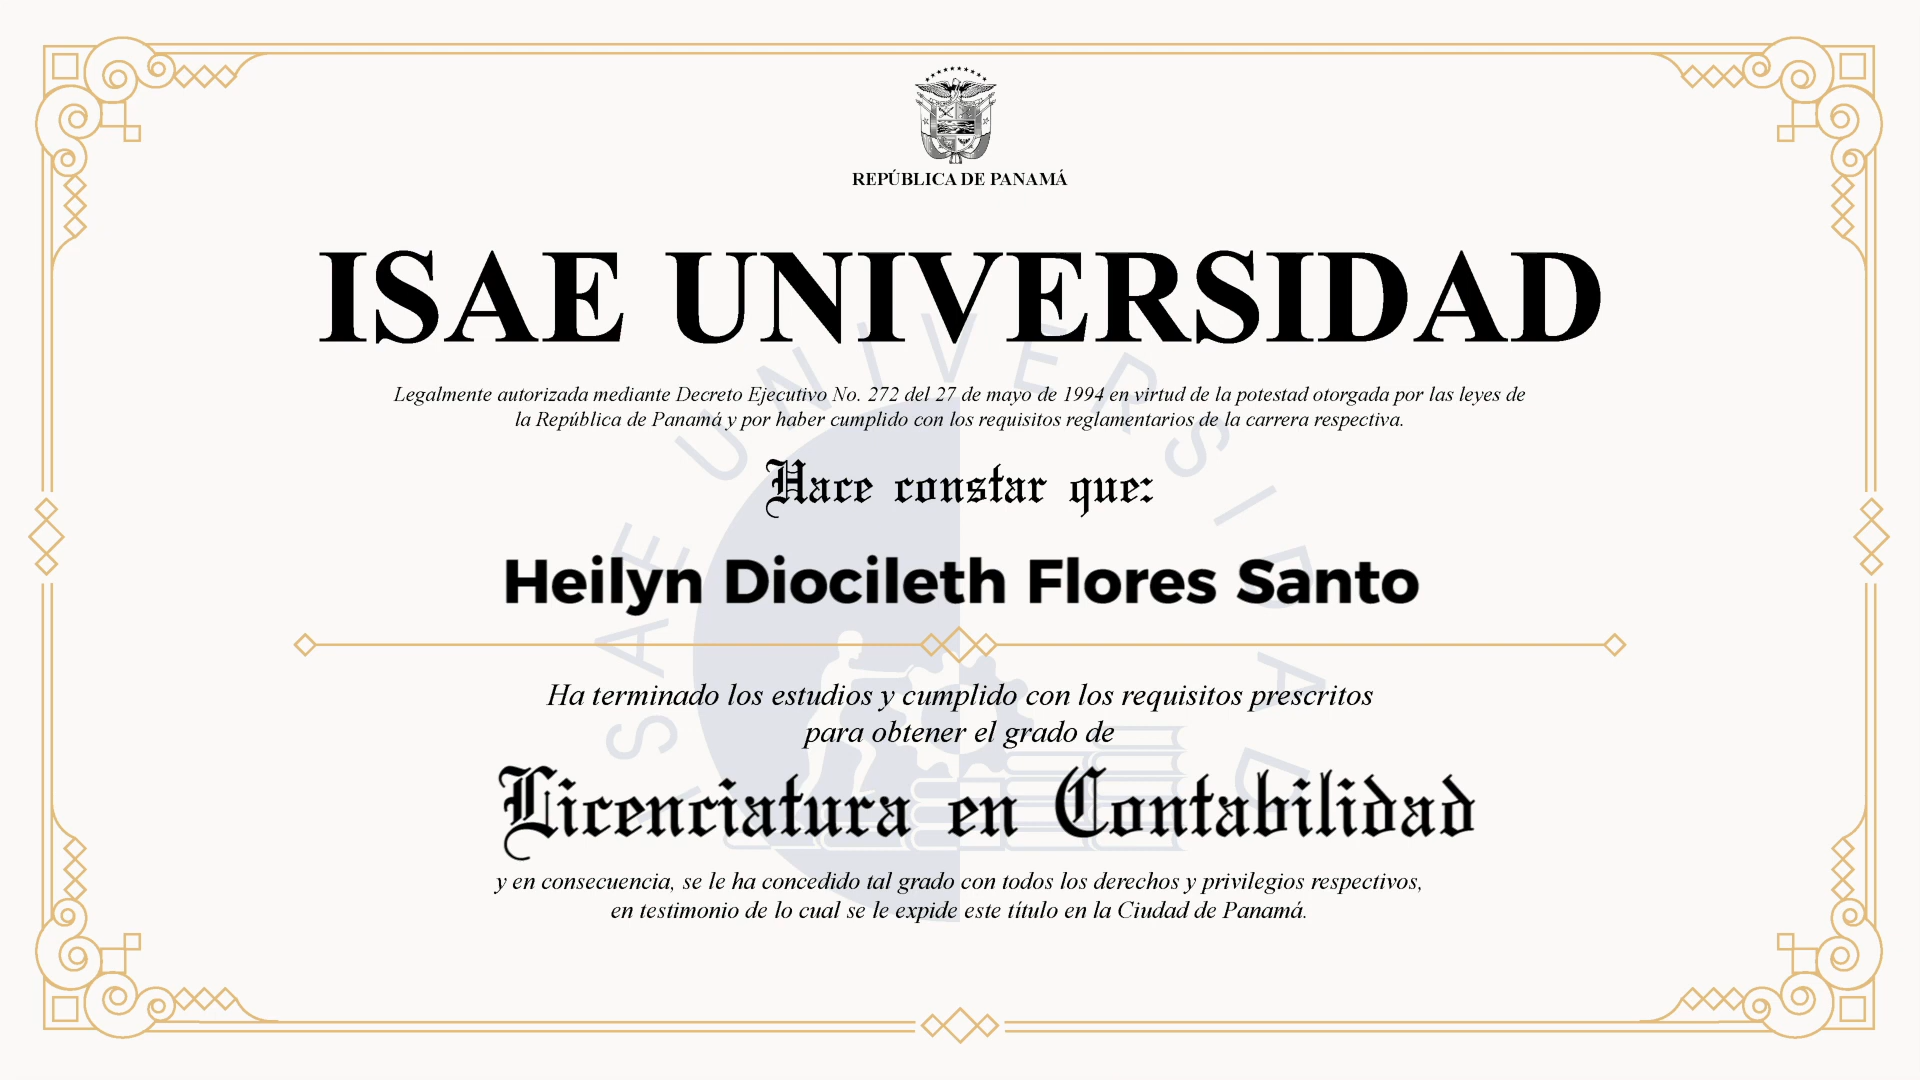 REPÚBLICA DE PANAMÁ
ISAE UNIVERSIDAD
Legalmente autorizada mediante Decreto Ejecutivo No. 272 del 27 de mayo de 1994 en virtud de la potestad otorgada por las leyes de
la República de Panamá y por haber cumplido con los requisitos reglamentarios de la carrera respectiva.
Hace constar que:
Heilyn Diocileth Flores Santo
Ha terminado los estudios y cumplido con los requisitos prescritos
para obtener el grado de
Licenciatura en Contabilidad
y en consecuencia, se le ha concedido tal grado con todos los derechos y privilegios respectivos,
en testimonio de lo cual se le expide este título en la Ciudad de Panamá.
ISAE UNIVERSIDAD